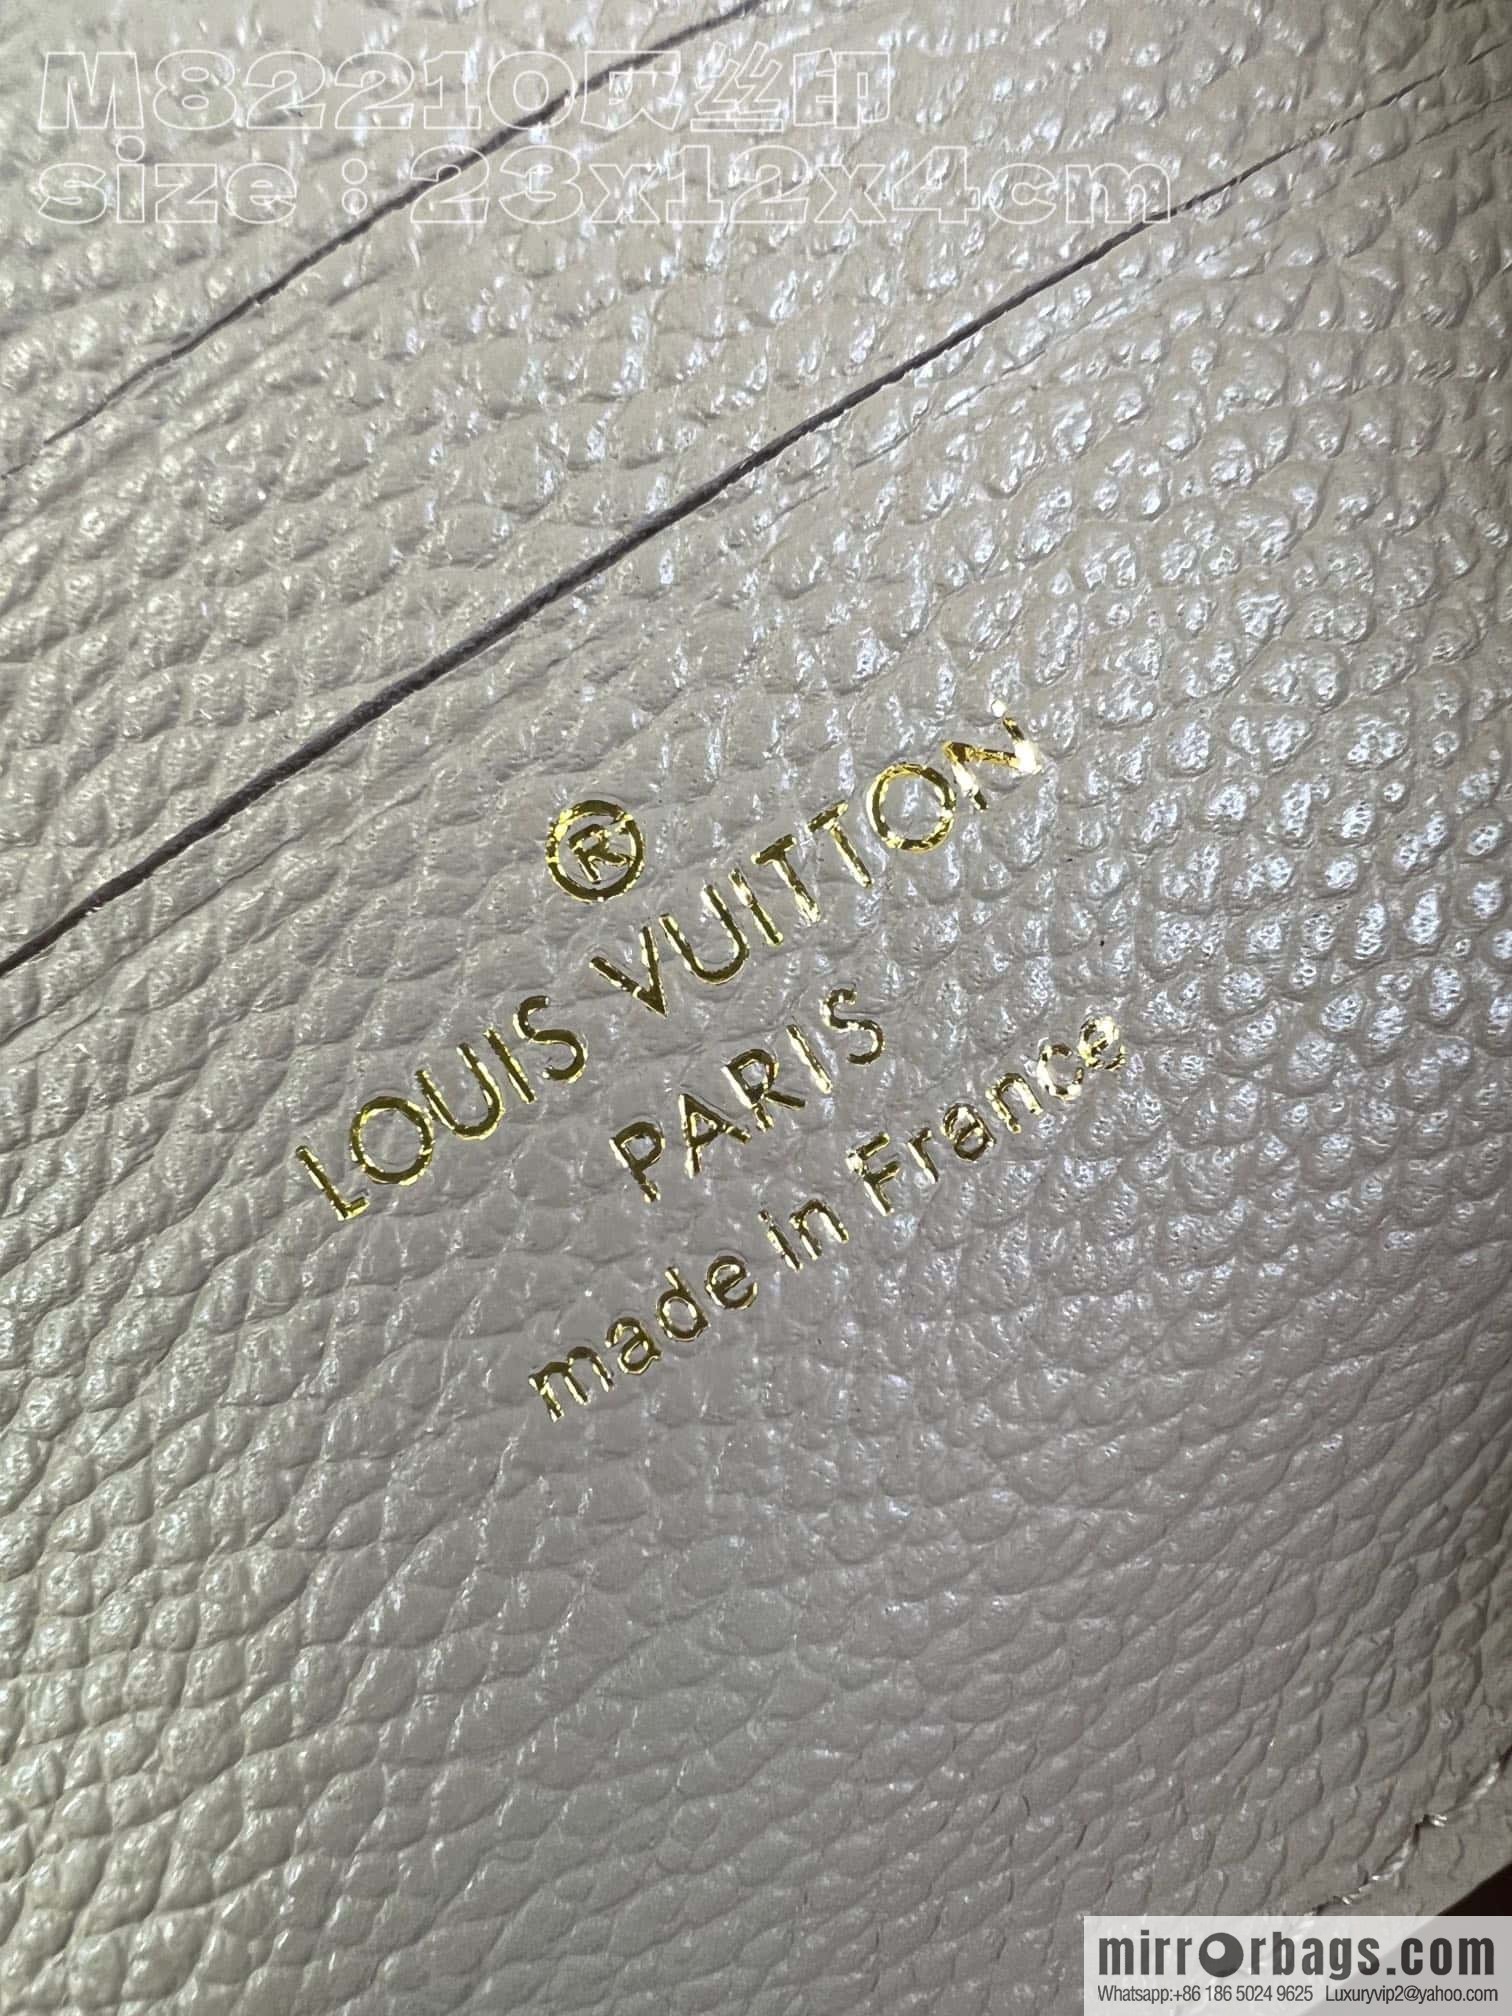 M82210灰丝印
size：23x12x4cm
®
LOUIS VUITTON
PARIS
made in France
mirrorbags.com
Whatsapp:+86 186 5024 9625 Luxuryvip2@yahoo.com